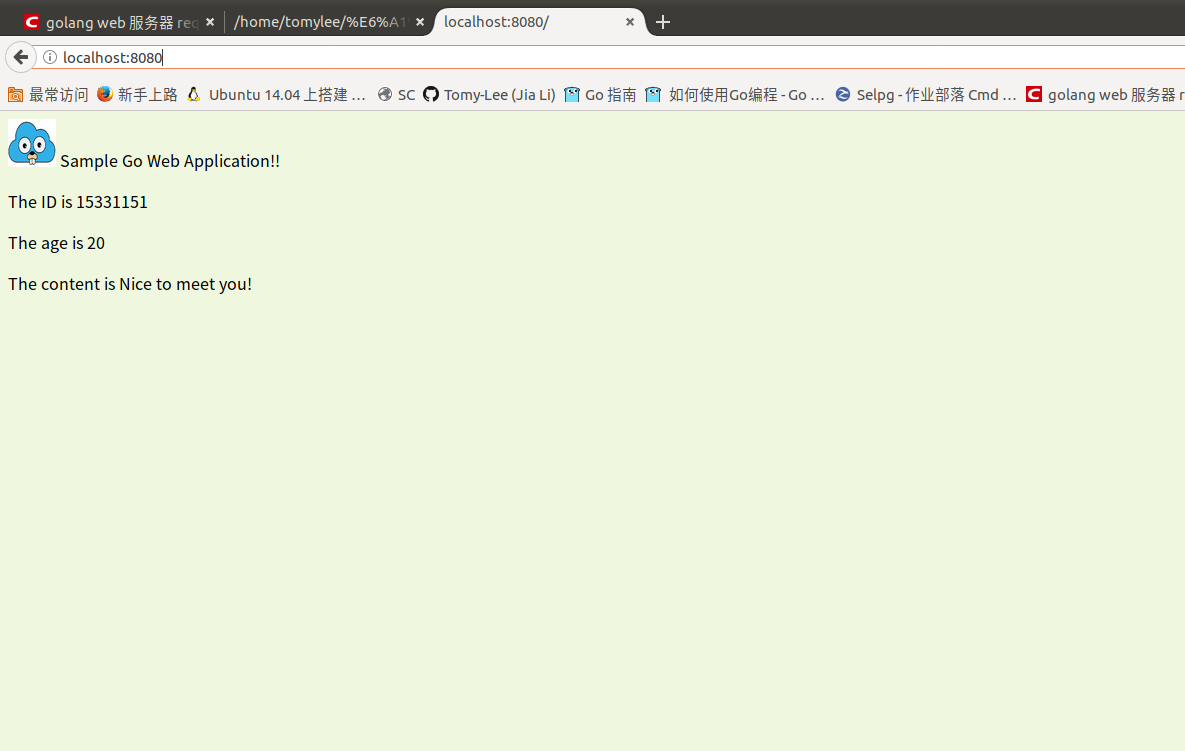 golang web 服务器 req /home/tomylee/%E6%A1 localhost:8080/
localhost:8080
最常访问 新手上路 Ubuntu 14.04 上搭建 ... SC Tomy-Lee (Jia Li) Go 指南 如何使用Go编程 - Go ... Selpg - 作业部落 Cmd ... golang web 服务器 r
Sample Go Web Application!!
The ID is 15331151
The age is 20
The content is Nice to meet you!